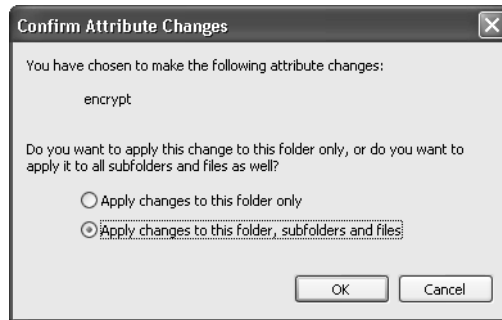 Confirm Attribute Changes
You have chosen to make the following attribute changes:
encrypt
Do you want to apply this change to this folder only, or do you want to
apply it to all subfolders and files as well?
Apply changes to this folder only
Apply changes to this folder, subfolders and files
OK Cancel